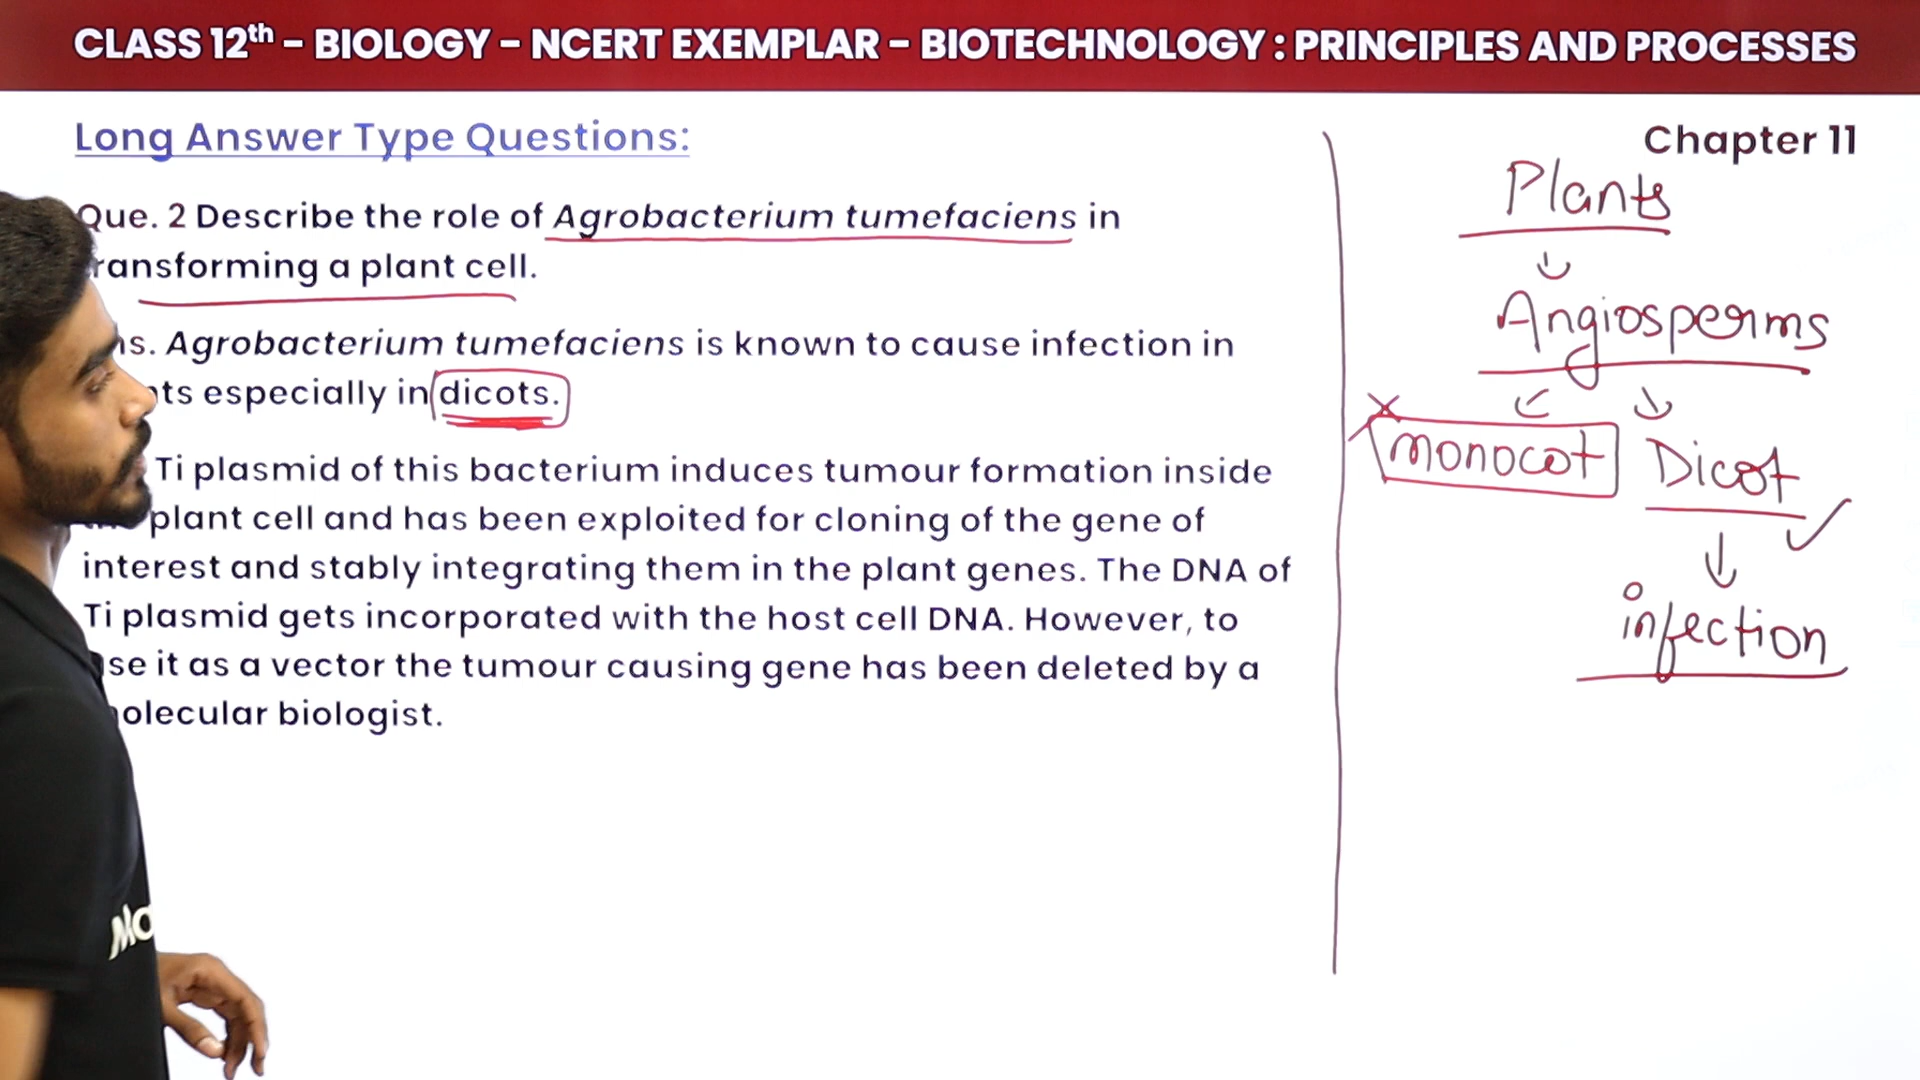 CLASS 12th – BIOLOGY – NCERT EXEMPLAR – BIOTECHNOLOGY : PRINCIPLES AND PROCESSES
Long Answer Type Questions:
Chapter 11
Que. 2 Describe the role of Agrobacterium tumefaciens in
ransforming a plant cell.
ns. Agrobacterium tumefaciens is known to cause infection in
ts especially in dicots.
Ti plasmid of this bacterium induces tumour formation inside
plant cell and has been exploited for cloning of the gene of
interest and stably integrating them in the plant genes. The DNA of
Ti plasmid gets incorporated with the host cell DNA. However, to
se it as a vector the tumour causing gene has been deleted by a
olecular biologist.
Plants
Angiosperms
monocot Dicot
infection
Mo